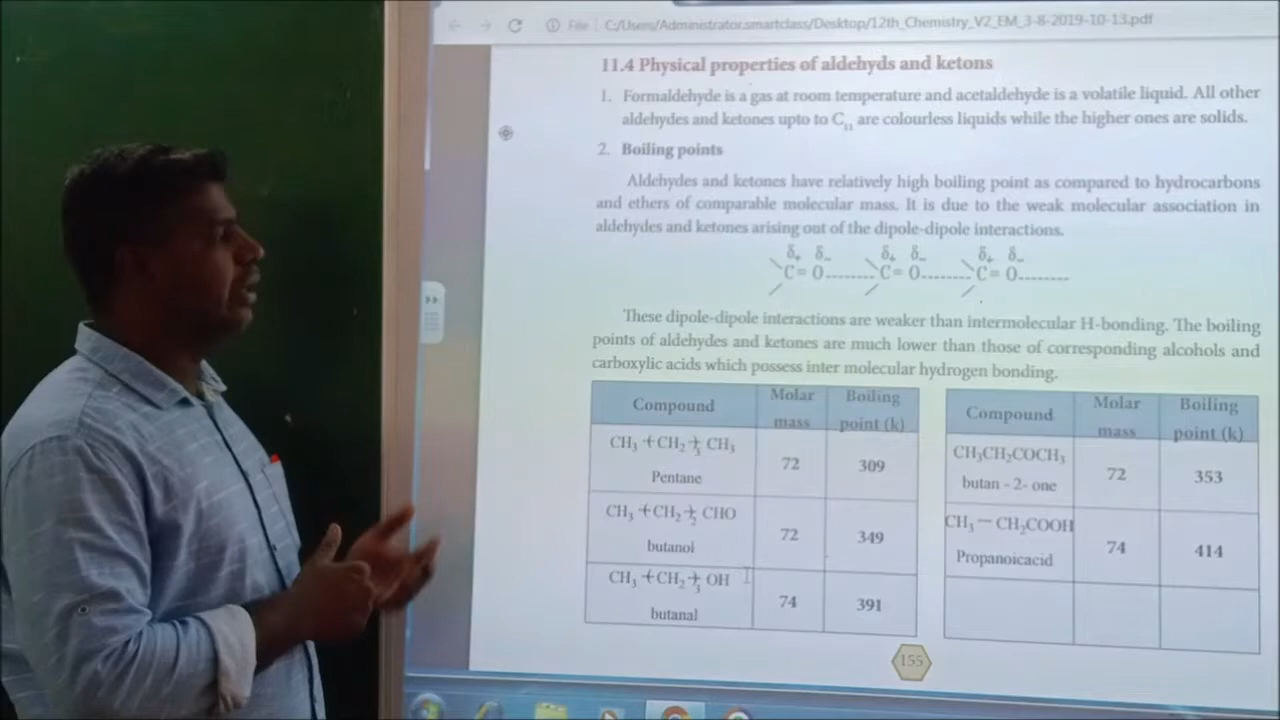 File C:/Users/Administrator.smartclass/Desktop/12th_Chemistry_V2_EM_3-8-2019-10-13.pdf
11.4 Physical properties of aldehyds and ketons
1. Formaldehyde is a gas at room temperature and acetaldehyde is a volatile liquid. All other
aldehydes and ketones upto to C₁₁ are colourless liquids while the higher ones are solids.
2. Boiling points
Aldehydes and ketones have relatively high boiling point as compared to hydrocarbons
and ethers of comparable molecular mass. It is due to the weak molecular association in
aldehydes and ketones arising out of the dipole-dipole interactions.
δ+ δ− δ+ δ− δ+ δ−
C=O--------C=O--------C=O--------
These dipole-dipole interactions are weaker than intermolecular H-bonding. The boiling
points of aldehydes and ketones are much lower than those of corresponding alcohols and
carboxylic acids which possess inter molecular hydrogen bonding.
Compound Molar mass Boiling point (k)
CH₃ (CH₂)₃ CH₃
Pentane 72 309
CH₃ (CH₂)₂ CHO
butanol 72 349
CH₃ (CH₂)₃ OH
butanal 74 391
Compound Molar mass Boiling point (k)
CH₃CH₂COCH₃
butan - 2- one 72 353
CH₃ — CH₂COOH
Propanoicacid 74 414
155